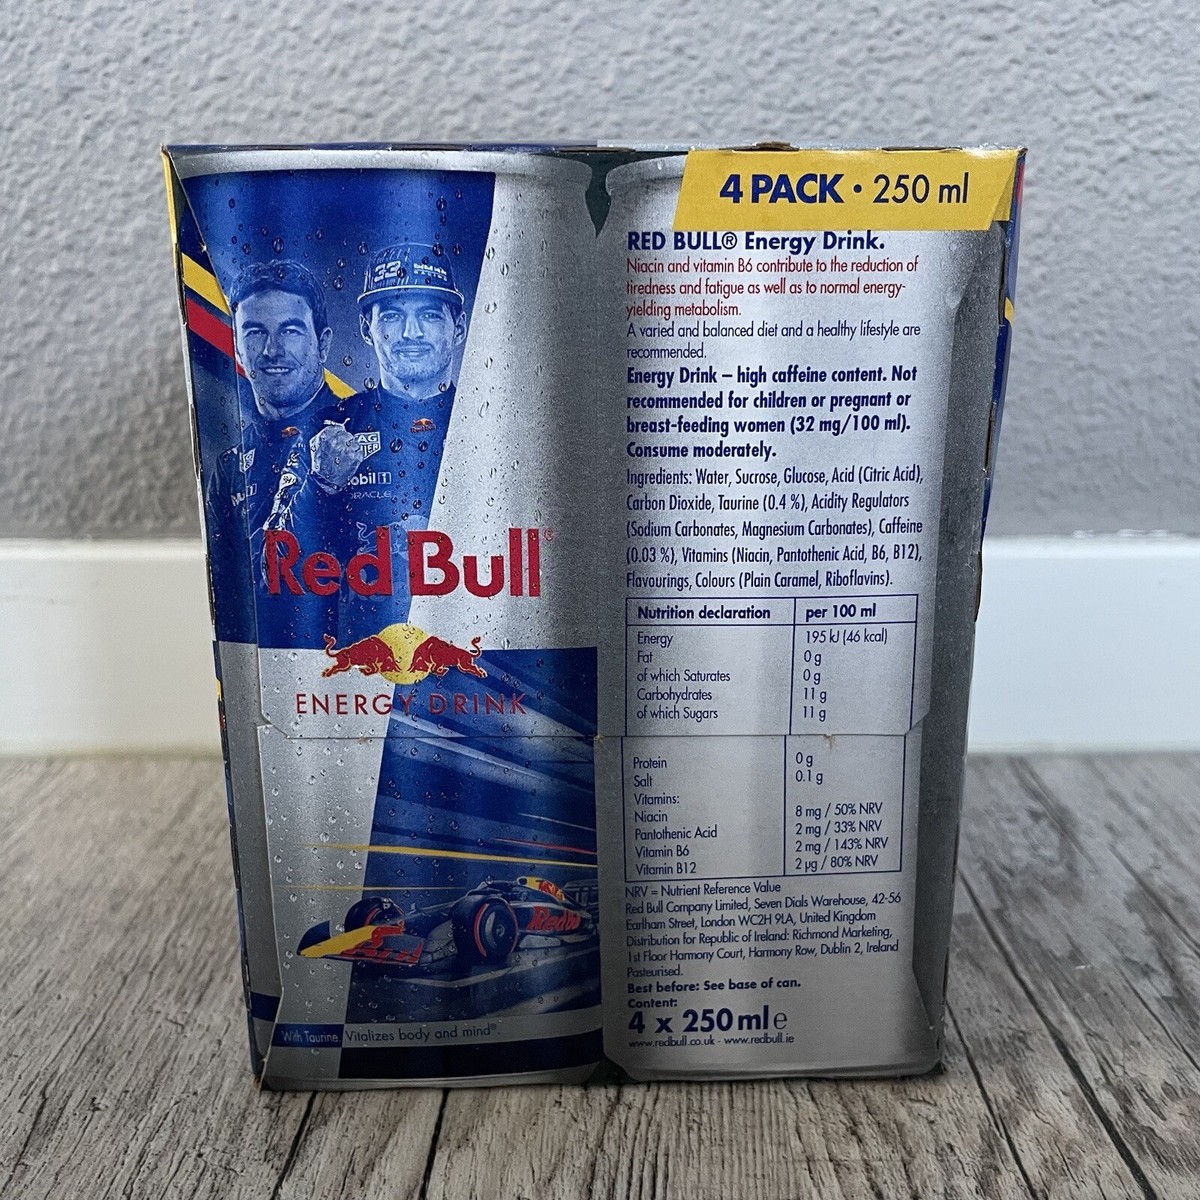 4 PACK • 250 ml
33
TAG
Mobil 1
ORACLE
Red Bull®
ENERGY DRINK
Red Bull
With Taurine. Vitalizes body and mind®.
RED BULL® Energy Drink.
Niacin and vitamin B6 contribute to the reduction of
tiredness and fatigue as well as to normal energy-
yielding metabolism.
A varied and balanced diet and a healthy lifestyle are
recommended.
Energy Drink – high caffeine content. Not
recommended for children or pregnant or
breast-feeding women (32 mg/100 ml).
Consume moderately.
Ingredients: Water, Sucrose, Glucose, Acid (Citric Acid),
Carbon Dioxide, Taurine (0.4 %), Acidity Regulators
(Sodium Carbonates, Magnesium Carbonates), Caffeine
(0.03 %), Vitamins (Niacin, Pantothenic Acid, B6, B12),
Flavourings, Colours (Plain Caramel, Riboflavins).
Nutrition declaration per 100 ml
Energy 195 kJ (46 kcal)
Fat 0 g
of which Saturates 0 g
Carbohydrates 11 g
of which Sugars 11 g
Protein 0 g
Salt 0.1 g
Vitamins:
Niacin 8 mg / 50% NRV
Pantothenic Acid 2 mg / 33% NRV
Vitamin B6 2 mg / 143% NRV
Vitamin B12 2 µg / 80% NRV
NRV = Nutrient Reference Value
Red Bull Company Limited, Seven Dials Warehouse, 42-56
Earlham Street, London WC2H 9LA, United Kingdom
Distribution for Republic of Ireland: Richmond Marketing,
1st Floor Harmony Court, Harmony Row, Dublin 2, Ireland
Pasteurised.
Best before: See base of can.
Content:
4 x 250 ml e
www.redbull.co.uk - www.redbull.ie